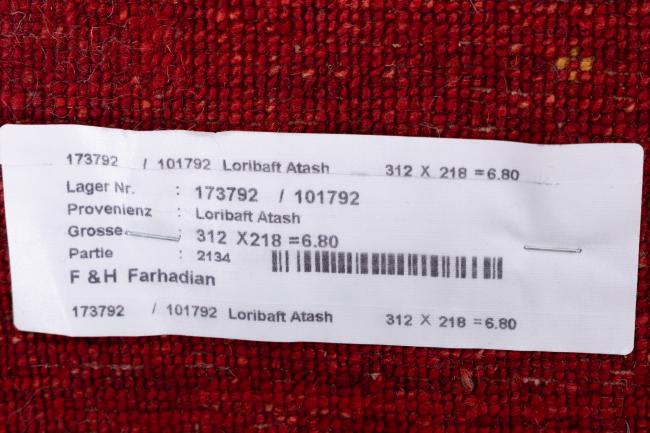 173792 / 101792 Loribaft Atash 312 X 218 =6.80
Lager Nr. : 173792 / 101792
Provenienz : Loribaft Atash
Grosse : 312 X218 =6.80
Partie : 2134
F &H Farhadian
173792 / 101792 Loribaft Atash 312 X 218 =6.80